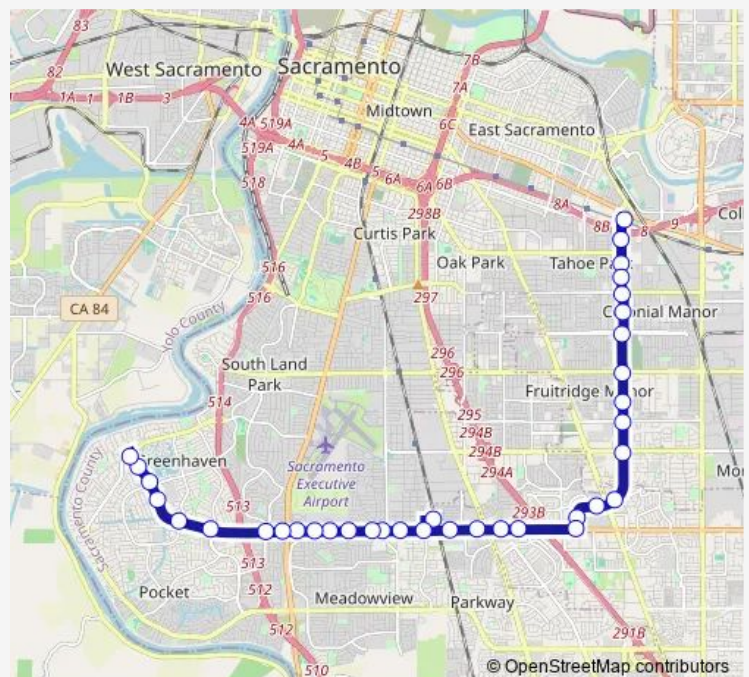 83
82
West Sacramento
Sacramento
7B
1A
1
1B
3
7A
Midtown
4A
519A
6C
East Sacramento
519A
4A
4B
5
5
6A
6A
6B
518
8A
298B
8B
8
9
Col
Curtis Park
Oak Park
Tahoe P
516
516
297
CA 84
Colonial Manor
Yolo County
296
296
South Land
Park
Fruitridge Manor
514
295
294B
294B
294A
Greenhaven
Sacramento
Executive
Airport
Mo
Sacramento County
513
293B
513
Pocket
512
Meadowview
Parkway
512
291B
510
© OpenStreetMap contributors